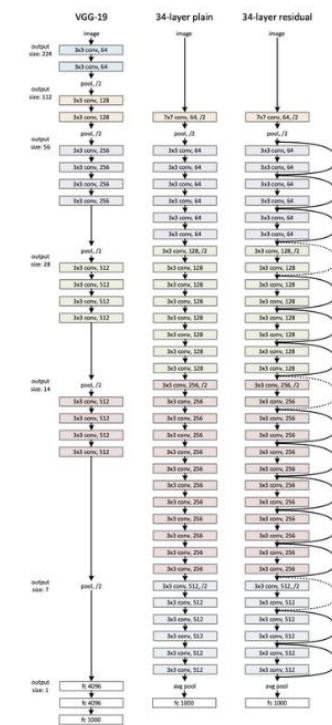 VGG-19
image
output
size: 224
3x3 conv, 64
3x3 conv, 64
pool, /2
output
size: 112
3x3 conv, 128
3x3 conv, 128
pool, /2
output
size: 56
3x3 conv, 256
3x3 conv, 256
3x3 conv, 256
3x3 conv, 256
pool, /2
output
size: 28
3x3 conv, 512
3x3 conv, 512
3x3 conv, 512
3x3 conv, 512
pool, /2
output
size: 14
3x3 conv, 512
3x3 conv, 512
3x3 conv, 512
3x3 conv, 512
pool, /2
output
size: 7
output
size: 1
fc 4096
fc 4096
fc 1000
34-layer plain
image
7x7 conv, 64, /2
pool, /2
3x3 conv, 64
3x3 conv, 64
3x3 conv, 64
3x3 conv, 64
3x3 conv, 64
3x3 conv, 64
3x3 conv, 128, /2
3x3 conv, 128
3x3 conv, 128
3x3 conv, 128
3x3 conv, 128
3x3 conv, 128
3x3 conv, 128
3x3 conv, 128
3x3 conv, 256, /2
3x3 conv, 256
3x3 conv, 256
3x3 conv, 256
3x3 conv, 256
3x3 conv, 256
3x3 conv, 256
3x3 conv, 256
3x3 conv, 256
3x3 conv, 256
3x3 conv, 256
3x3 conv, 256
3x3 conv, 512, /2
3x3 conv, 512
3x3 conv, 512
3x3 conv, 512
3x3 conv, 512
3x3 conv, 512
avg pool
fc 1000
34-layer residual
image
7x7 conv, 64, /2
pool, /2
3x3 conv, 64
3x3 conv, 64
3x3 conv, 64
3x3 conv, 64
3x3 conv, 64
3x3 conv, 64
3x3 conv, 128, /2
3x3 conv, 128
3x3 conv, 128
3x3 conv, 128
3x3 conv, 128
3x3 conv, 128
3x3 conv, 128
3x3 conv, 128
3x3 conv, 256, /2
3x3 conv, 256
3x3 conv, 256
3x3 conv, 256
3x3 conv, 256
3x3 conv, 256
3x3 conv, 256
3x3 conv, 256
3x3 conv, 256
3x3 conv, 256
3x3 conv, 256
3x3 conv, 256
3x3 conv, 512, /2
3x3 conv, 512
3x3 conv, 512
3x3 conv, 512
3x3 conv, 512
3x3 conv, 512
avg pool
fc 1000